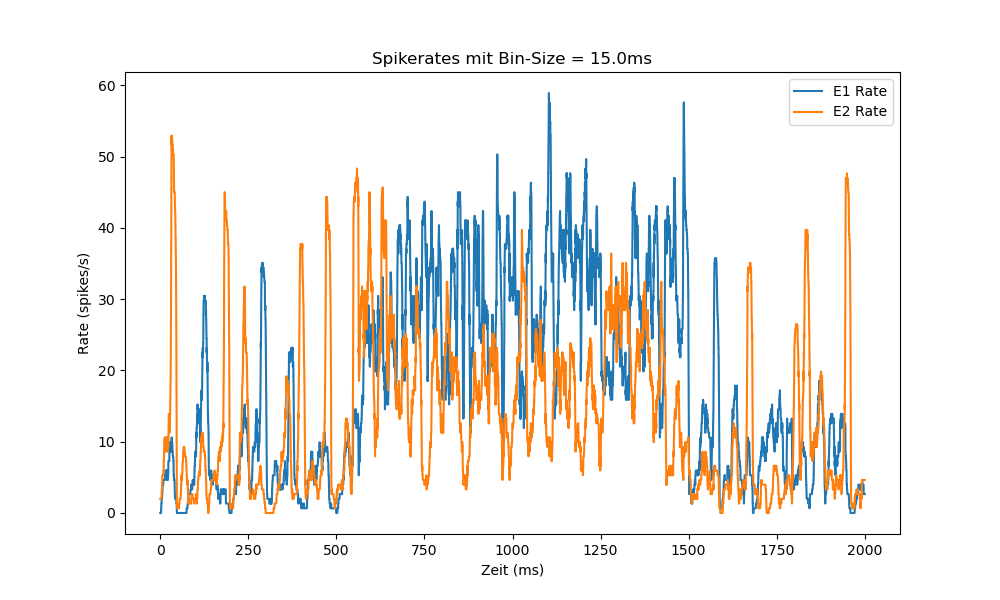 Spikerates mit Bin-Size = 15.0ms
E1 Rate
E2 Rate
60
50
40
30
20
10
0
Rate (spikes/s)
0 250 500 750 1000 1250 1500 1750 2000
Zeit (ms)